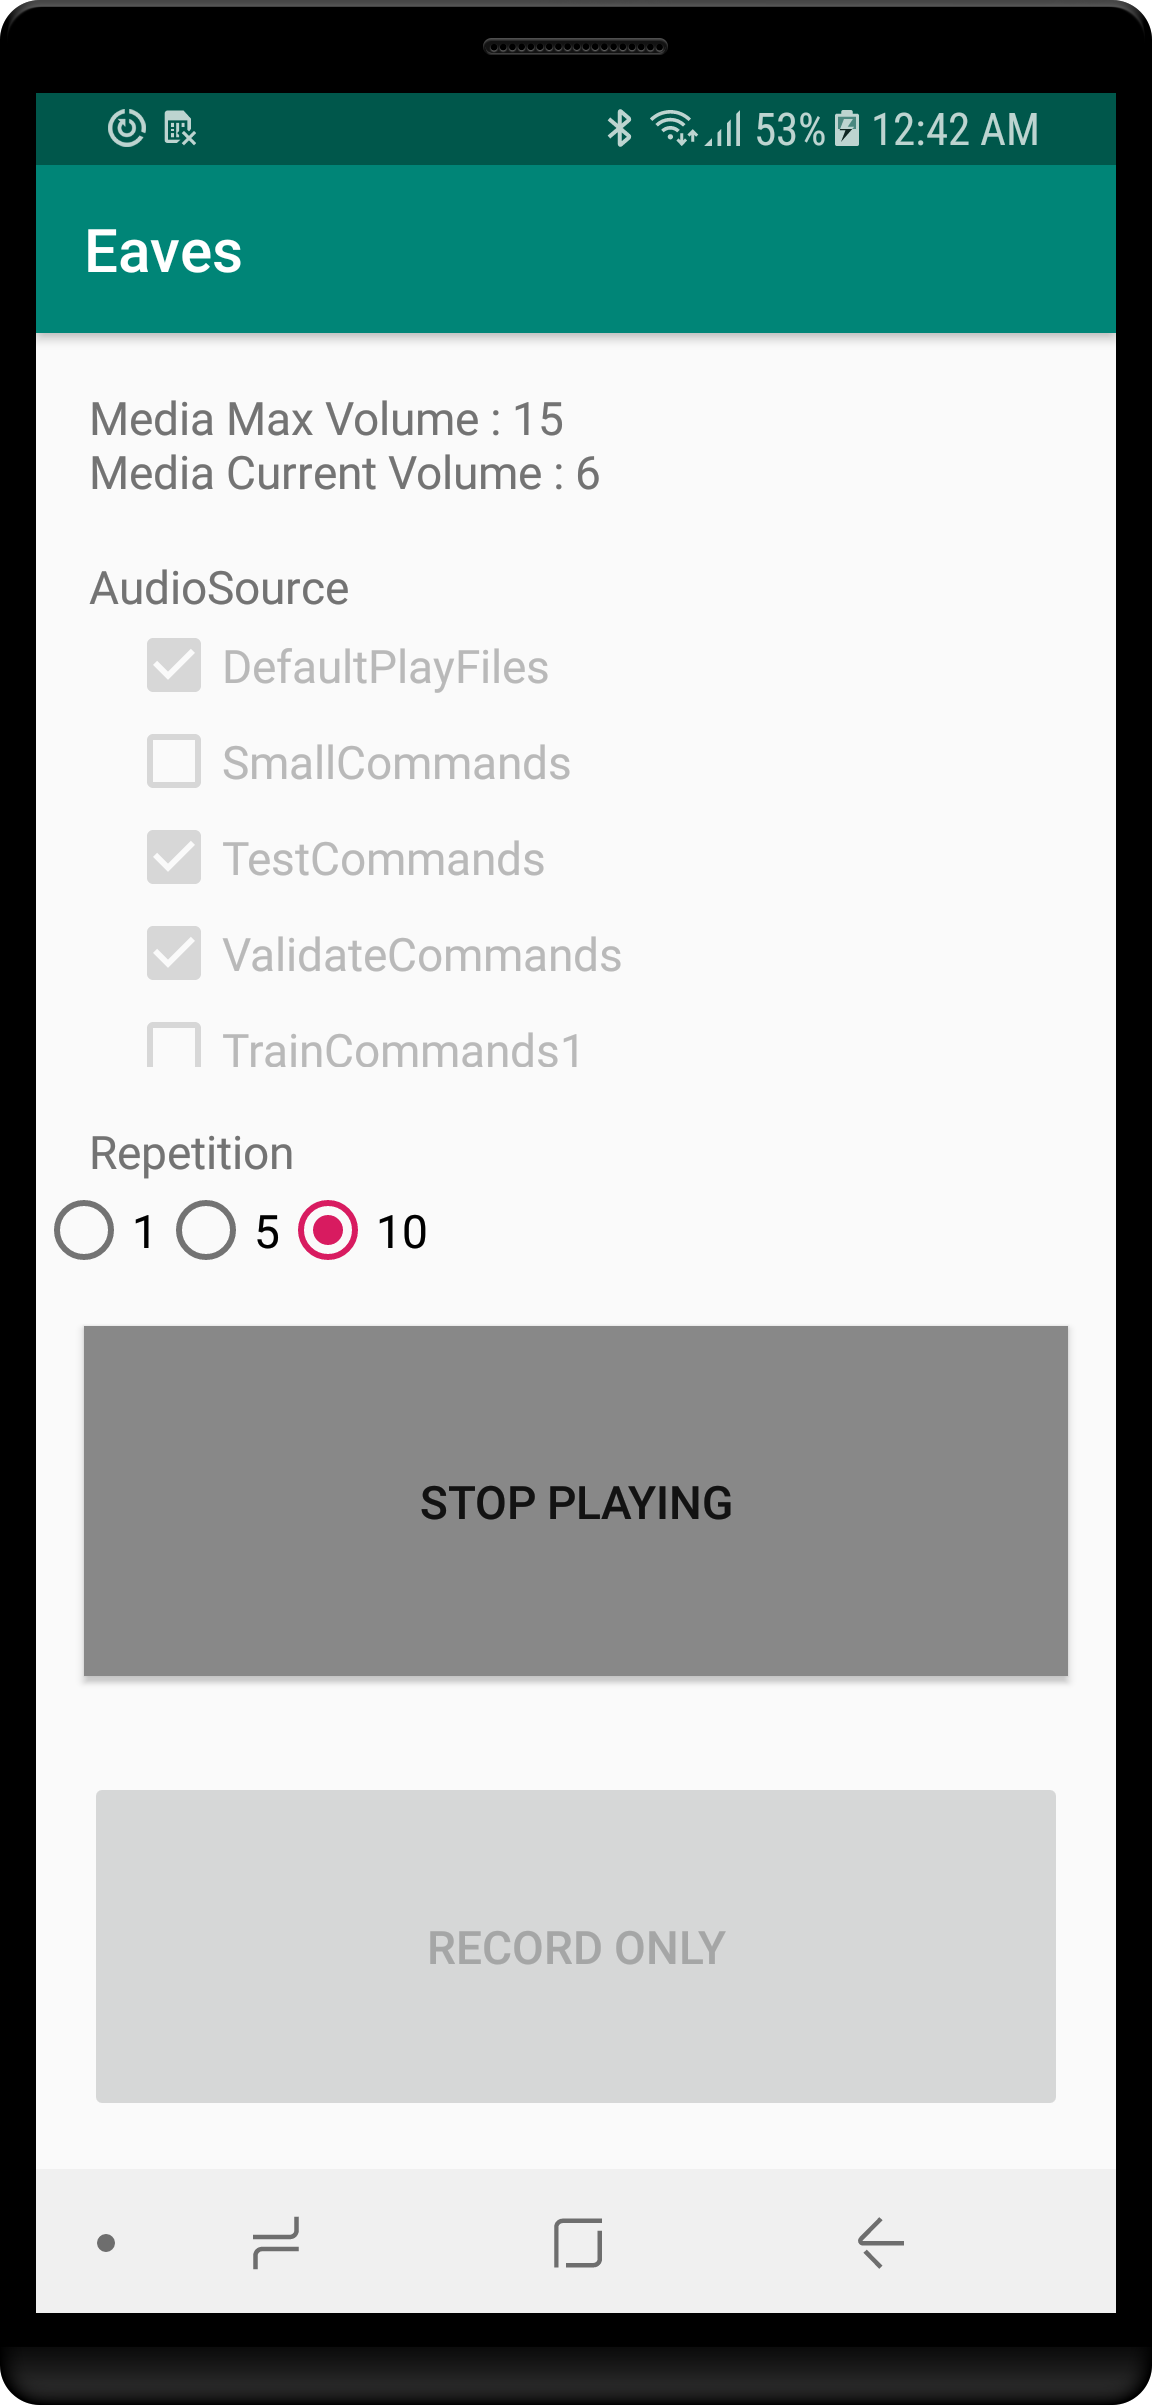 53% 12:42 AM
Eaves
Media Max Volume : 15
Media Current Volume : 6
AudioSource
DefaultPlayFiles
SmallCommands
TestCommands
ValidateCommands
TrainCommands1
Repetition
1 5 10
STOP PLAYING
RECORD ONLY